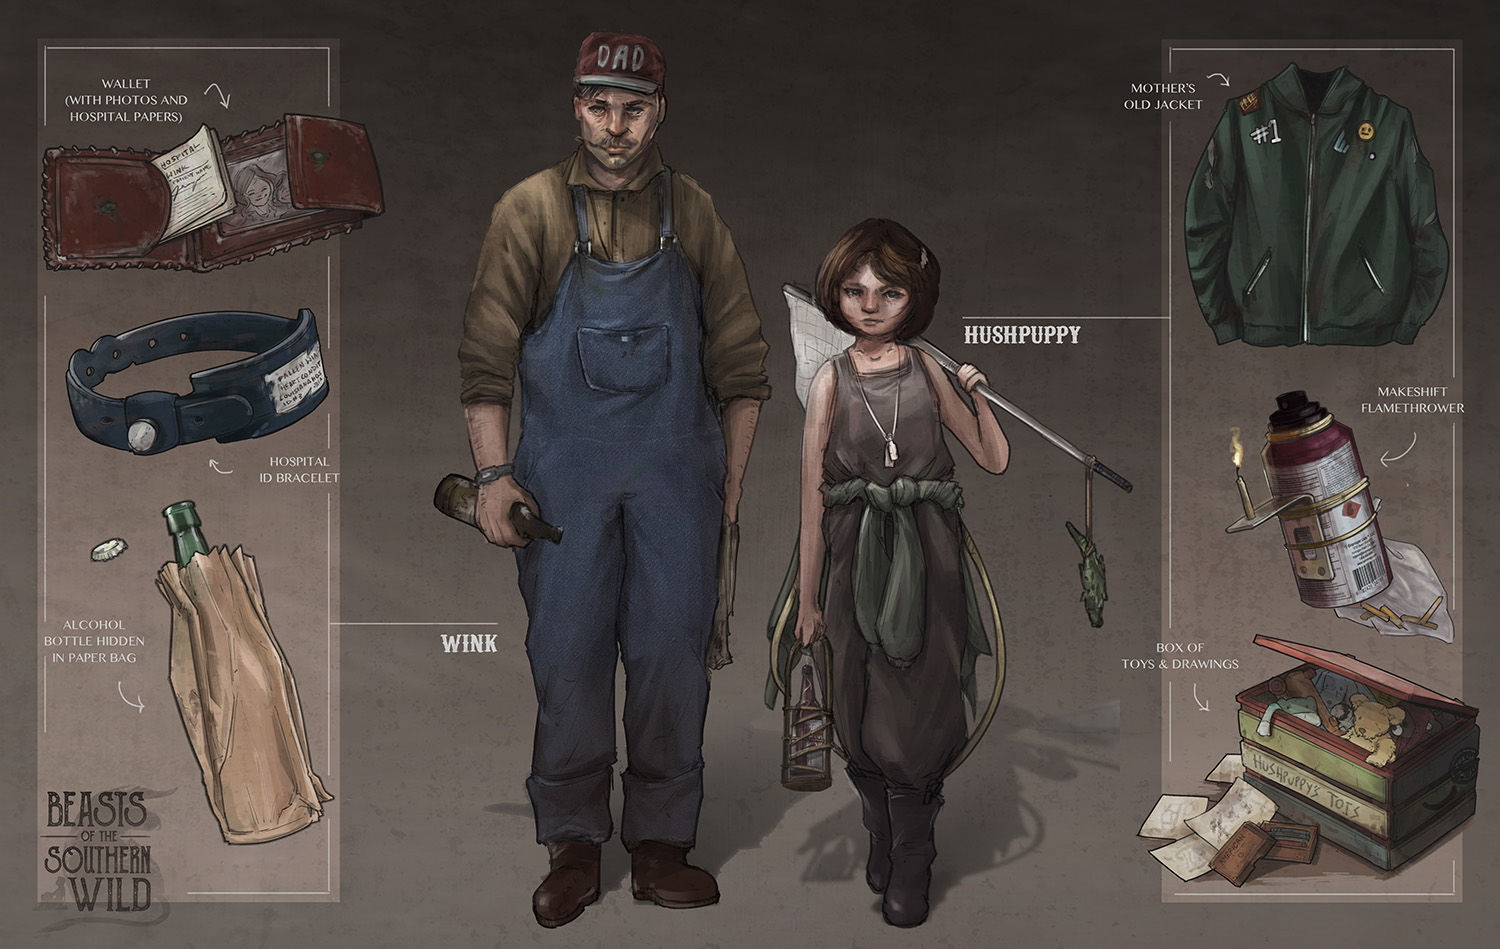 WALLET
(WITH PHOTOS AND
HOSPITAL PAPERS)
HOSPITAL
WINK
HOSPITAL
ID BRACELET
ALCOHOL
BOTTLE HIDDEN
IN PAPER BAG
BEASTS
OF THE
SOUTHERN
WILD
DAD
WINK
HUSHPUPPY
MOTHER'S
OLD JACKET
#1
MAKESHIFT
FLAMETHROWER
BOX OF
TOYS & DRAWINGS
HUSHPUPPY'S TOYS